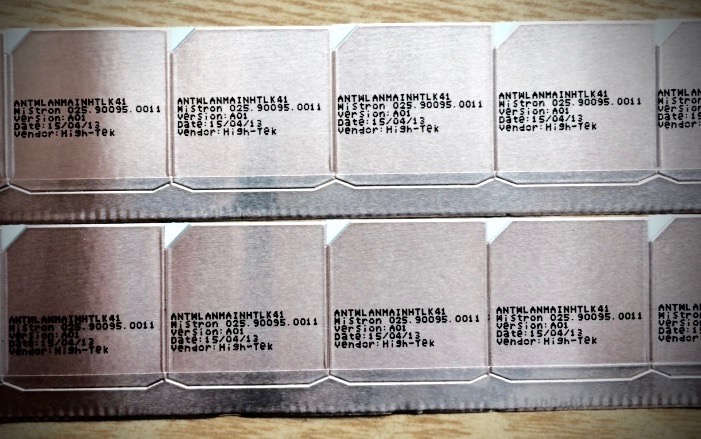 ANTWLANMAINHTLK41
Wistron 025.90095.0011
Version:A01
Date:15/04/13
Vendor:High-Tek
ANTWLANMAINHTLK41
Wistron 025.90095.0011
Version:A01
Date:15/04/13
Vendor:High-Tek
ANTWLANMAINHTLK41
Wistron 025.90095.0011
Version:A01
Date:15/04/13
Vendor:High-Tek
ANTWLANMAINHTLK41
Wistron 025.90095.0011
Version:A01
Date:15/04/13
Vendor:High-Tek
ANTWLANMAINHTLK41
Wistron 025.90095.0011
Version:A01
Date:15/04/13
Vendor:High-Tek
ANTWLANMAINHTLK41
Wistron 025.90095.0011
Version:A01
Date:15/04/13
Vendor:High-Tek
ANTWLANMAINHTLK41
Wistron 025.90095.0011
Version:A01
Date:15/04/13
Vendor:High-Tek
ANTWLANMAINHTLK41
Wistron 025.90095.0011
Version:A01
Date:15/04/13
Vendor:High-Tek